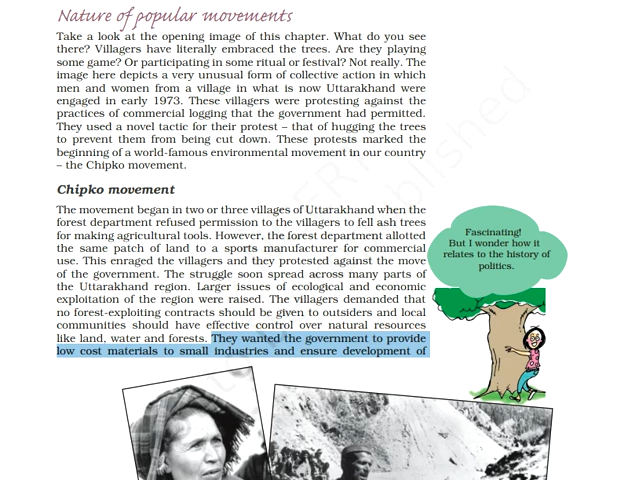 Nature of popular movements
Take a look at the opening image of this chapter. What do you see
there? Villagers have literally embraced the trees. Are they playing
some game? Or participating in some ritual or festival? Not really. The
image here depicts a very unusual form of collective action in which
men and women from a village in what is now Uttarakhand were
engaged in early 1973. These villagers were protesting against the
practices of commercial logging that the government had permitted.
They used a novel tactic for their protest – that of hugging the trees
to prevent them from being cut down. These protests marked the
beginning of a world-famous environmental movement in our country
– the Chipko movement.
Chipko movement
The movement began in two or three villages of Uttarakhand when the
forest department refused permission to the villagers to fell ash trees
for making agricultural tools. However, the forest department allotted
the same patch of land to a sports manufacturer for commercial
use. This enraged the villagers and they protested against the move
of the government. The struggle soon spread across many parts of
the Uttarakhand region. Larger issues of ecological and economic
exploitation of the region were raised. The villagers demanded that
no forest-exploiting contracts should be given to outsiders and local
communities should have effective control over natural resources
like land, water and forests. They wanted the government to provide
low cost materials to small industries and ensure development of
Fascinating!
But I wonder how it
relates to the history of
politics.